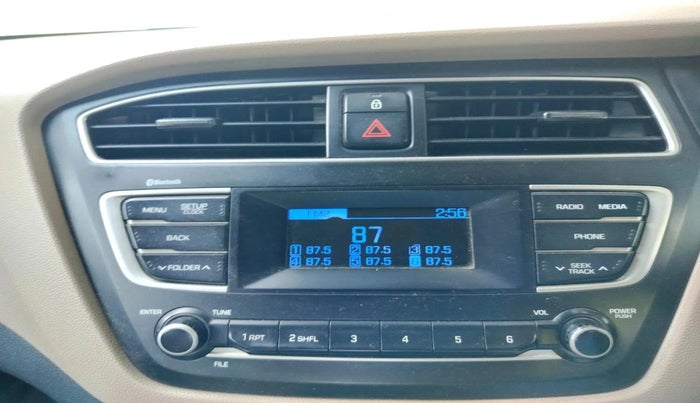 Bluetooth
MENU SETUP CLOCK
BACK
FOLDER
FM2 2:56
87
1 87.5 2 87.5 3 87.5
4 87.5 5 87.5 6 87.5
RADIO MEDIA
PHONE
SEEK TRACK
ENTER TUNE
FILE
1 RPT 2 SHFL 3 4 5 6
VOL POWER PUSH